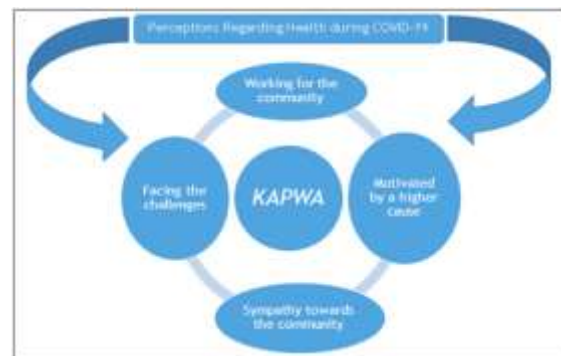 Perceptions Regarding Health during COVID-19
Working for the
community
Facing the
challenges
KAPWA
Motivated
by a higher
cause
Sympathy towards
the community